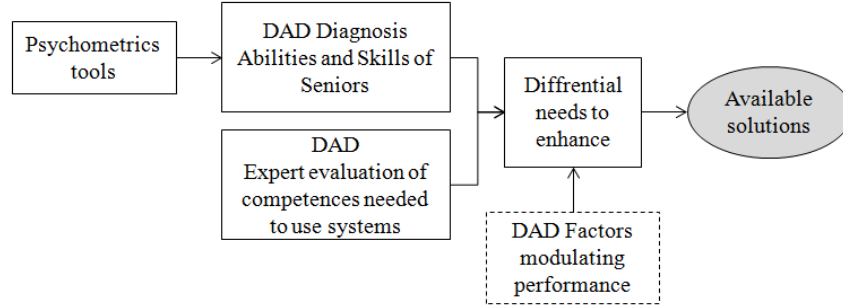 Psychometrics
tools
DAD Diagnosis
Abilities and Skills of
Seniors
DAD
Expert evaluation of
competences needed
to use systems
Diffrential
needs to
enhance
DAD Factors
modulating
performance
Available
solutions